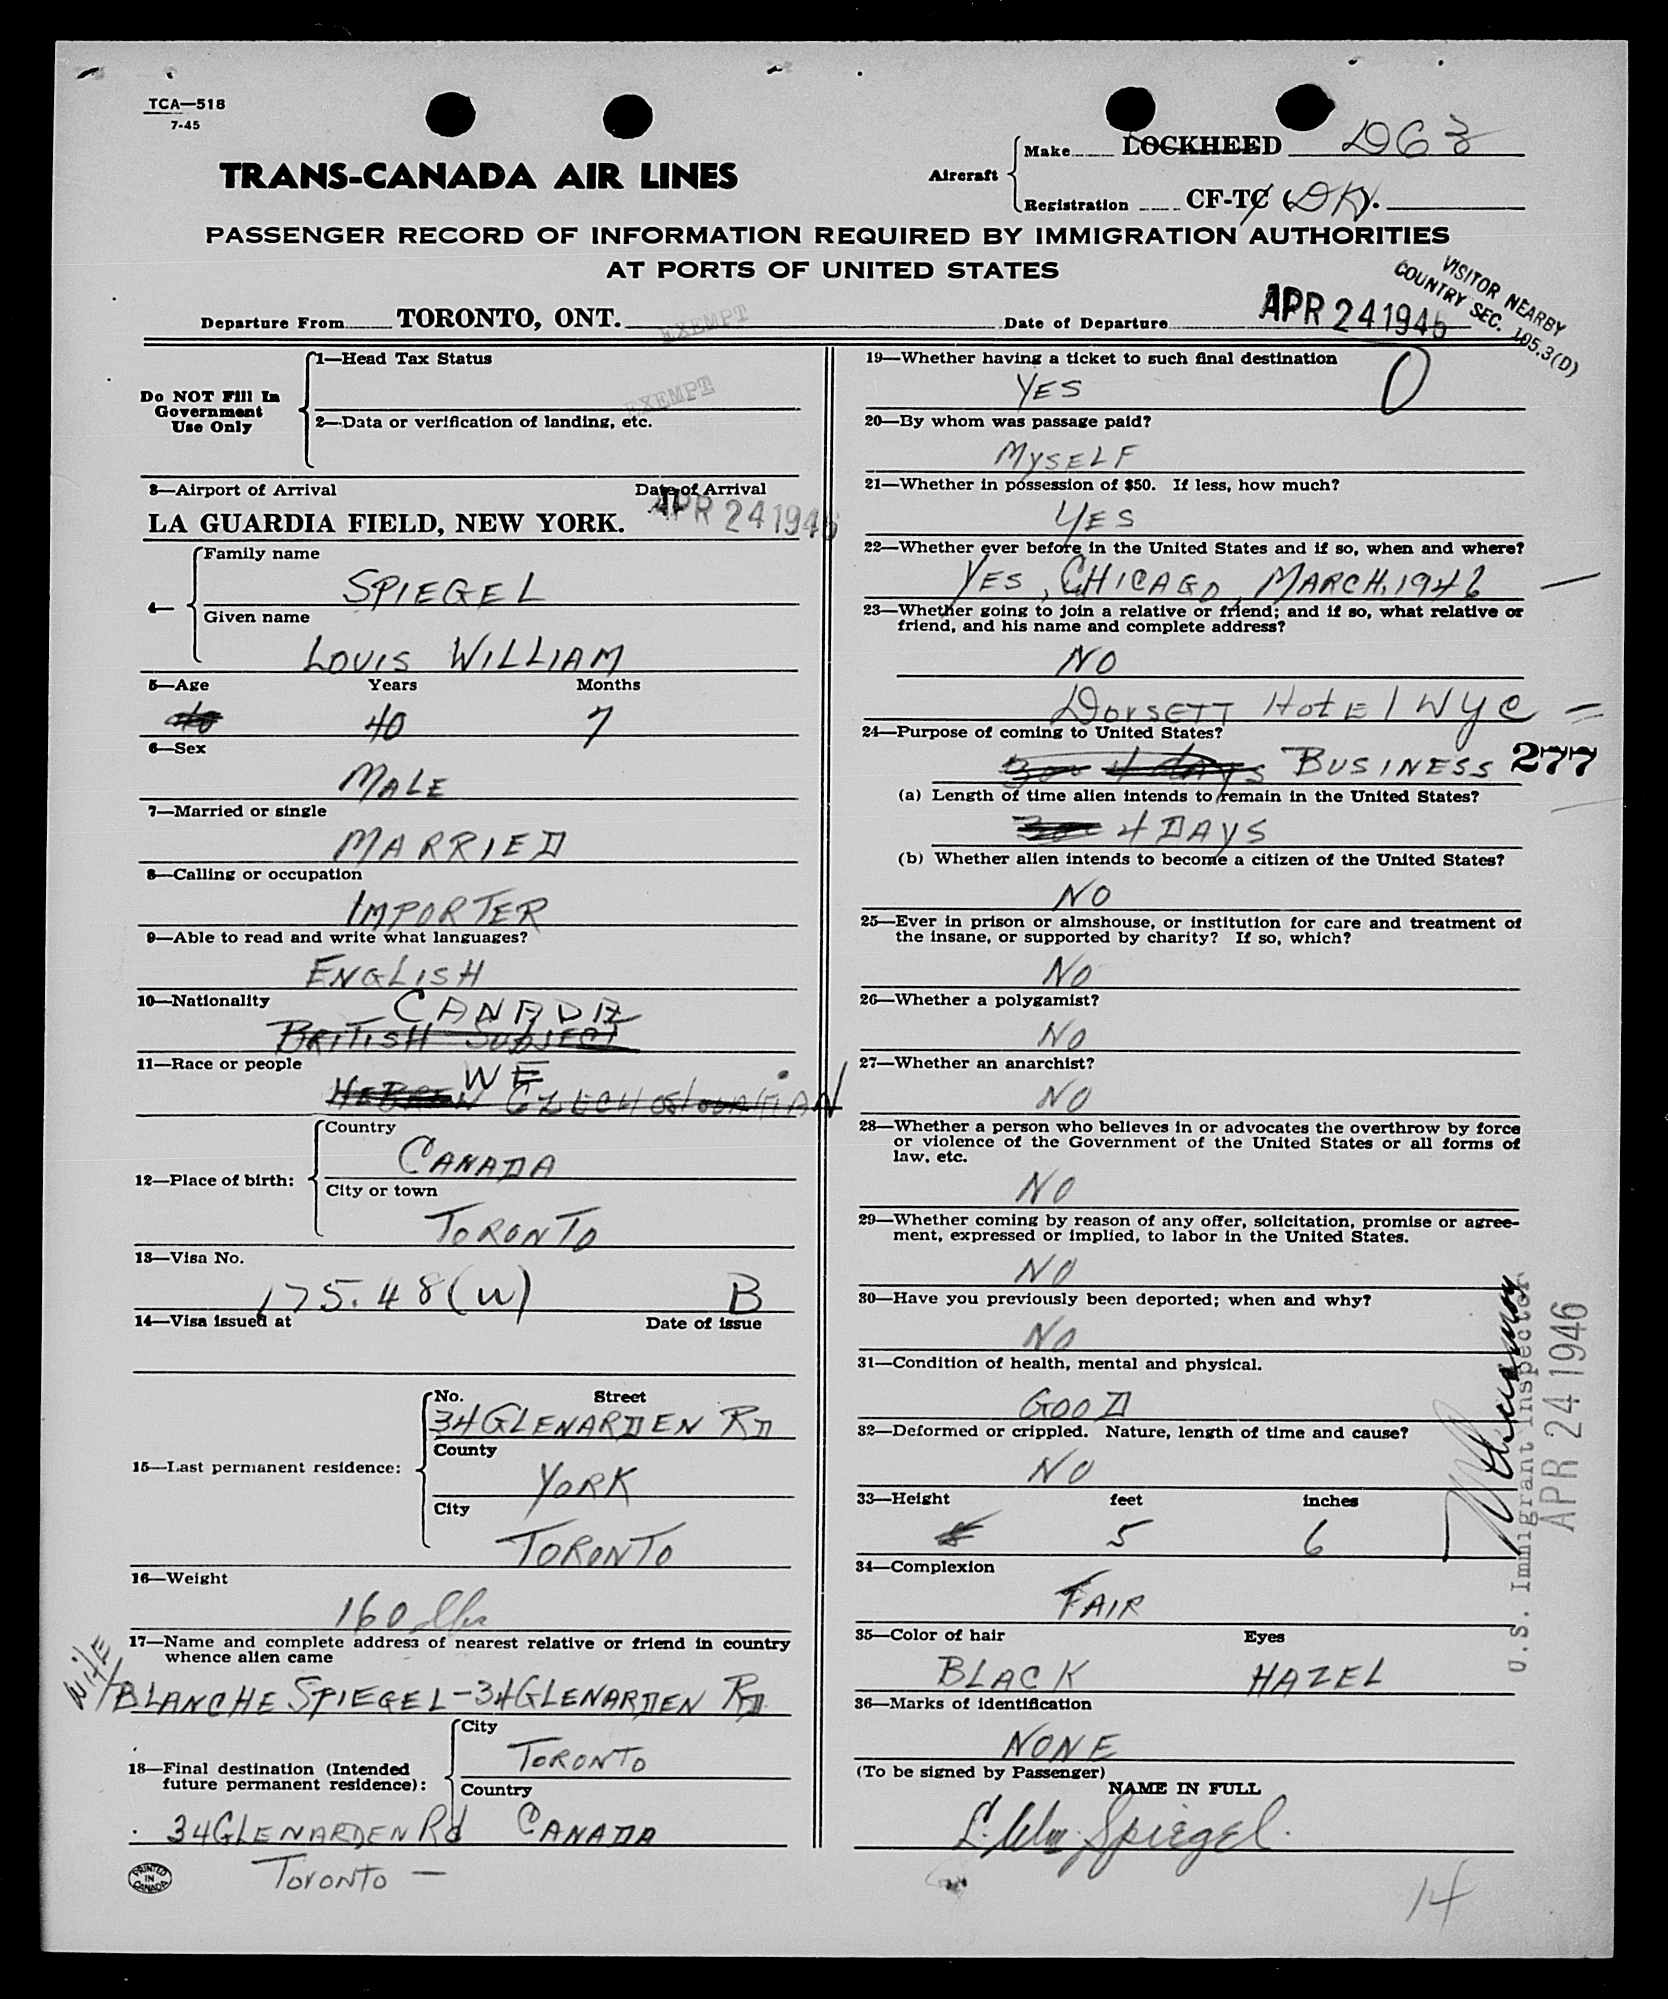 TCA—518
7-45
TRANS-CANADA AIR LINES
Aircraft
Make LOCKHEED DC3
Registration CF-TC (DK).
PASSENGER RECORD OF INFORMATION REQUIRED BY IMMIGRATION AUTHORITIES
AT PORTS OF UNITED STATES
VISITOR NEARBY
COUNTRY SEC. 105.3(D)
Departure From TORONTO, ONT. EXEMPT Date of Departure APR 24 1946
Do NOT Fill In
Government
Use Only
1—Head Tax Status
EXEMPT
2—Data or verification of landing, etc.
3—Airport of Arrival Date of Arrival
LA GUARDIA FIELD, NEW YORK. APR 24 1946
4—
Family name
SPIEGEL
Given name
LOUIS WILLIAM
5—Age Years Months
40 40 7
6—Sex
MALE
7—Married or single
MARRIED
8—Calling or occupation
IMPORTER
9—Able to read and write what languages?
ENGLISH
10—Nationality CANADA
BRITISH SUBJECT
11—Race or people WE
HEBREW CZECHOSLOVAKIAN
12—Place of birth:
Country
CANADA
City or town
TORONTO
13—Visa No.
175.48(w) B
14—Visa issued at Date of issue
15—Last permanent residence:
No. Street
34 GLENARDEN RD
County
YORK
City
TORONTO
16—Weight
160 lbs
17—Name and complete address of nearest relative or friend in country
whence alien came
WIFE
BLANCHE SPIEGEL - 34 GLENARDEN RD
18—Final destination (Intended
future permanent residence):
City
TORONTO
Country
34 GLENARDEN Rd CANADA
TORONTO —
PRINTED
IN
CANADA
19—Whether having a ticket to such final destination
YES
20—By whom was passage paid?
MYSELF
21—Whether in possession of $50. If less, how much?
YES
22—Whether ever before in the United States and if so, when and where?
YES, CHICAGO, MARCH, 1946
23—Whether going to join a relative or friend; and if so, what relative or
friend, and his name and complete address?
NO
DORSETT HOTEL NYC
24—Purpose of coming to United States?
4 DAYS BUSINESS 277
(a) Length of time alien intends to remain in the United States?
4 DAYS
(b) Whether alien intends to become a citizen of the United States?
NO
25—Ever in prison or almshouse, or institution for care and treatment of
the insane, or supported by charity? If so, which?
NO
26—Whether a polygamist?
NO
27—Whether an anarchist?
NO
28—Whether a person who believes in or advocates the overthrow by force
or violence of the Government of the United States or all forms of
law, etc.
NO
29—Whether coming by reason of any offer, solicitation, promise or agree-
ment, expressed or implied, to labor in the United States.
NO
30—Have you previously been deported; when and why?
NO
31—Condition of health, mental and physical.
GOOD
32—Deformed or crippled. Nature, length of time and cause?
NO
33—Height feet inches
5 6
34—Complexion
FAIR
35—Color of hair Eyes
BLACK HAZEL
36—Marks of identification
NONE
(To be signed by Passenger)
NAME IN FULL
L. Wm. Spiegel.
14
U.S. Immigrant Inspector
APR 24 1946